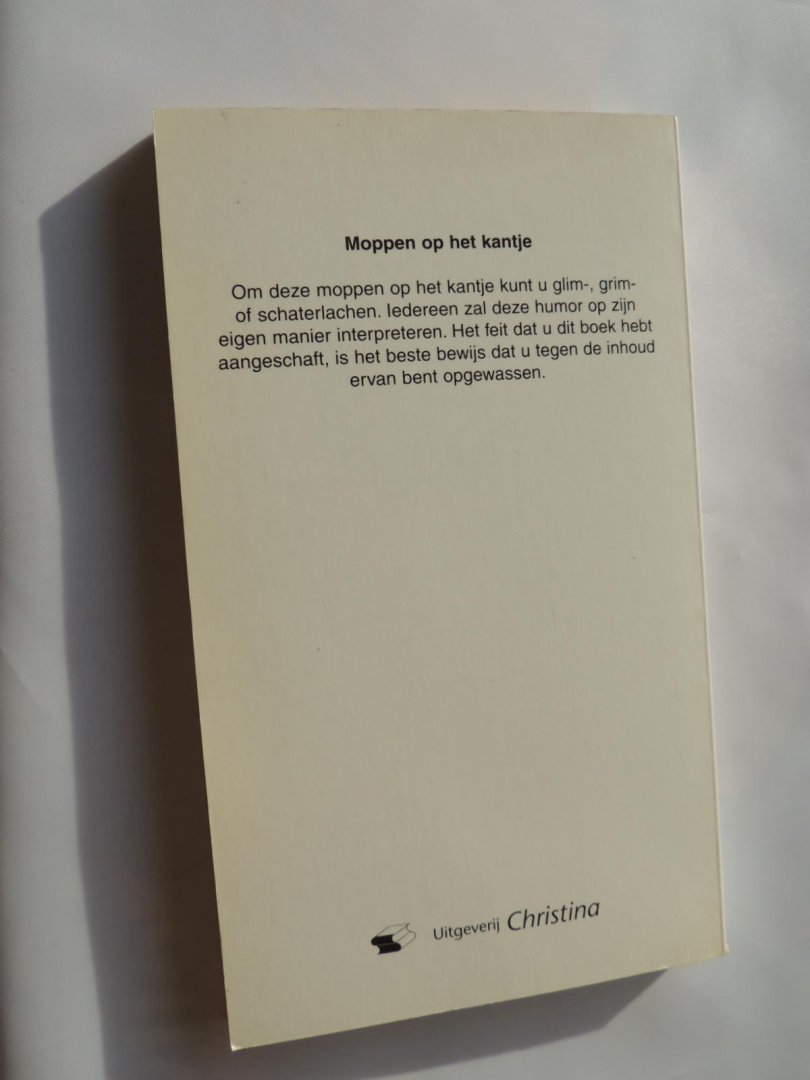 Moppen op het kantje
Om deze moppen op het kantje kunt u glim-, grim-
of schaterlachen. Iedereen zal deze humor op zijn
eigen manier interpreteren. Het feit dat u dit boek hebt
aangeschaft, is het beste bewijs dat u tegen de inhoud
ervan bent opgewassen.
Uitgeverij Christina